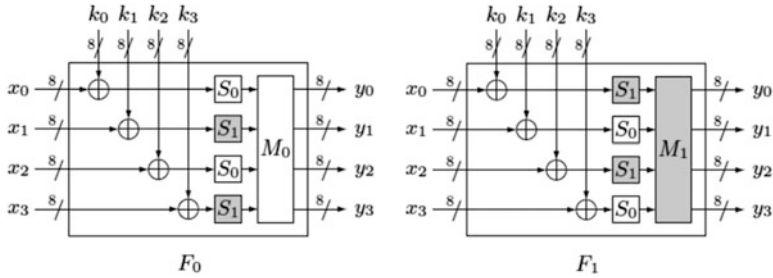 k₀ k₁ k₂ k₃ k₀ k₁ k₂ k₃
8 8 8 8 8 8 8 8
x₀ 8 S₀ 8 y₀ x₀ 8 S₁ 8 y₀
x₁ 8 S₁ 8 y₁ x₁ 8 S₀ 8 y₁
M₀ M₁
x₂ 8 S₀ 8 y₂ x₂ 8 S₁ 8 y₂
x₃ 8 S₁ 8 y₃ x₃ 8 S₀ 8 y₃
F₀ F₁